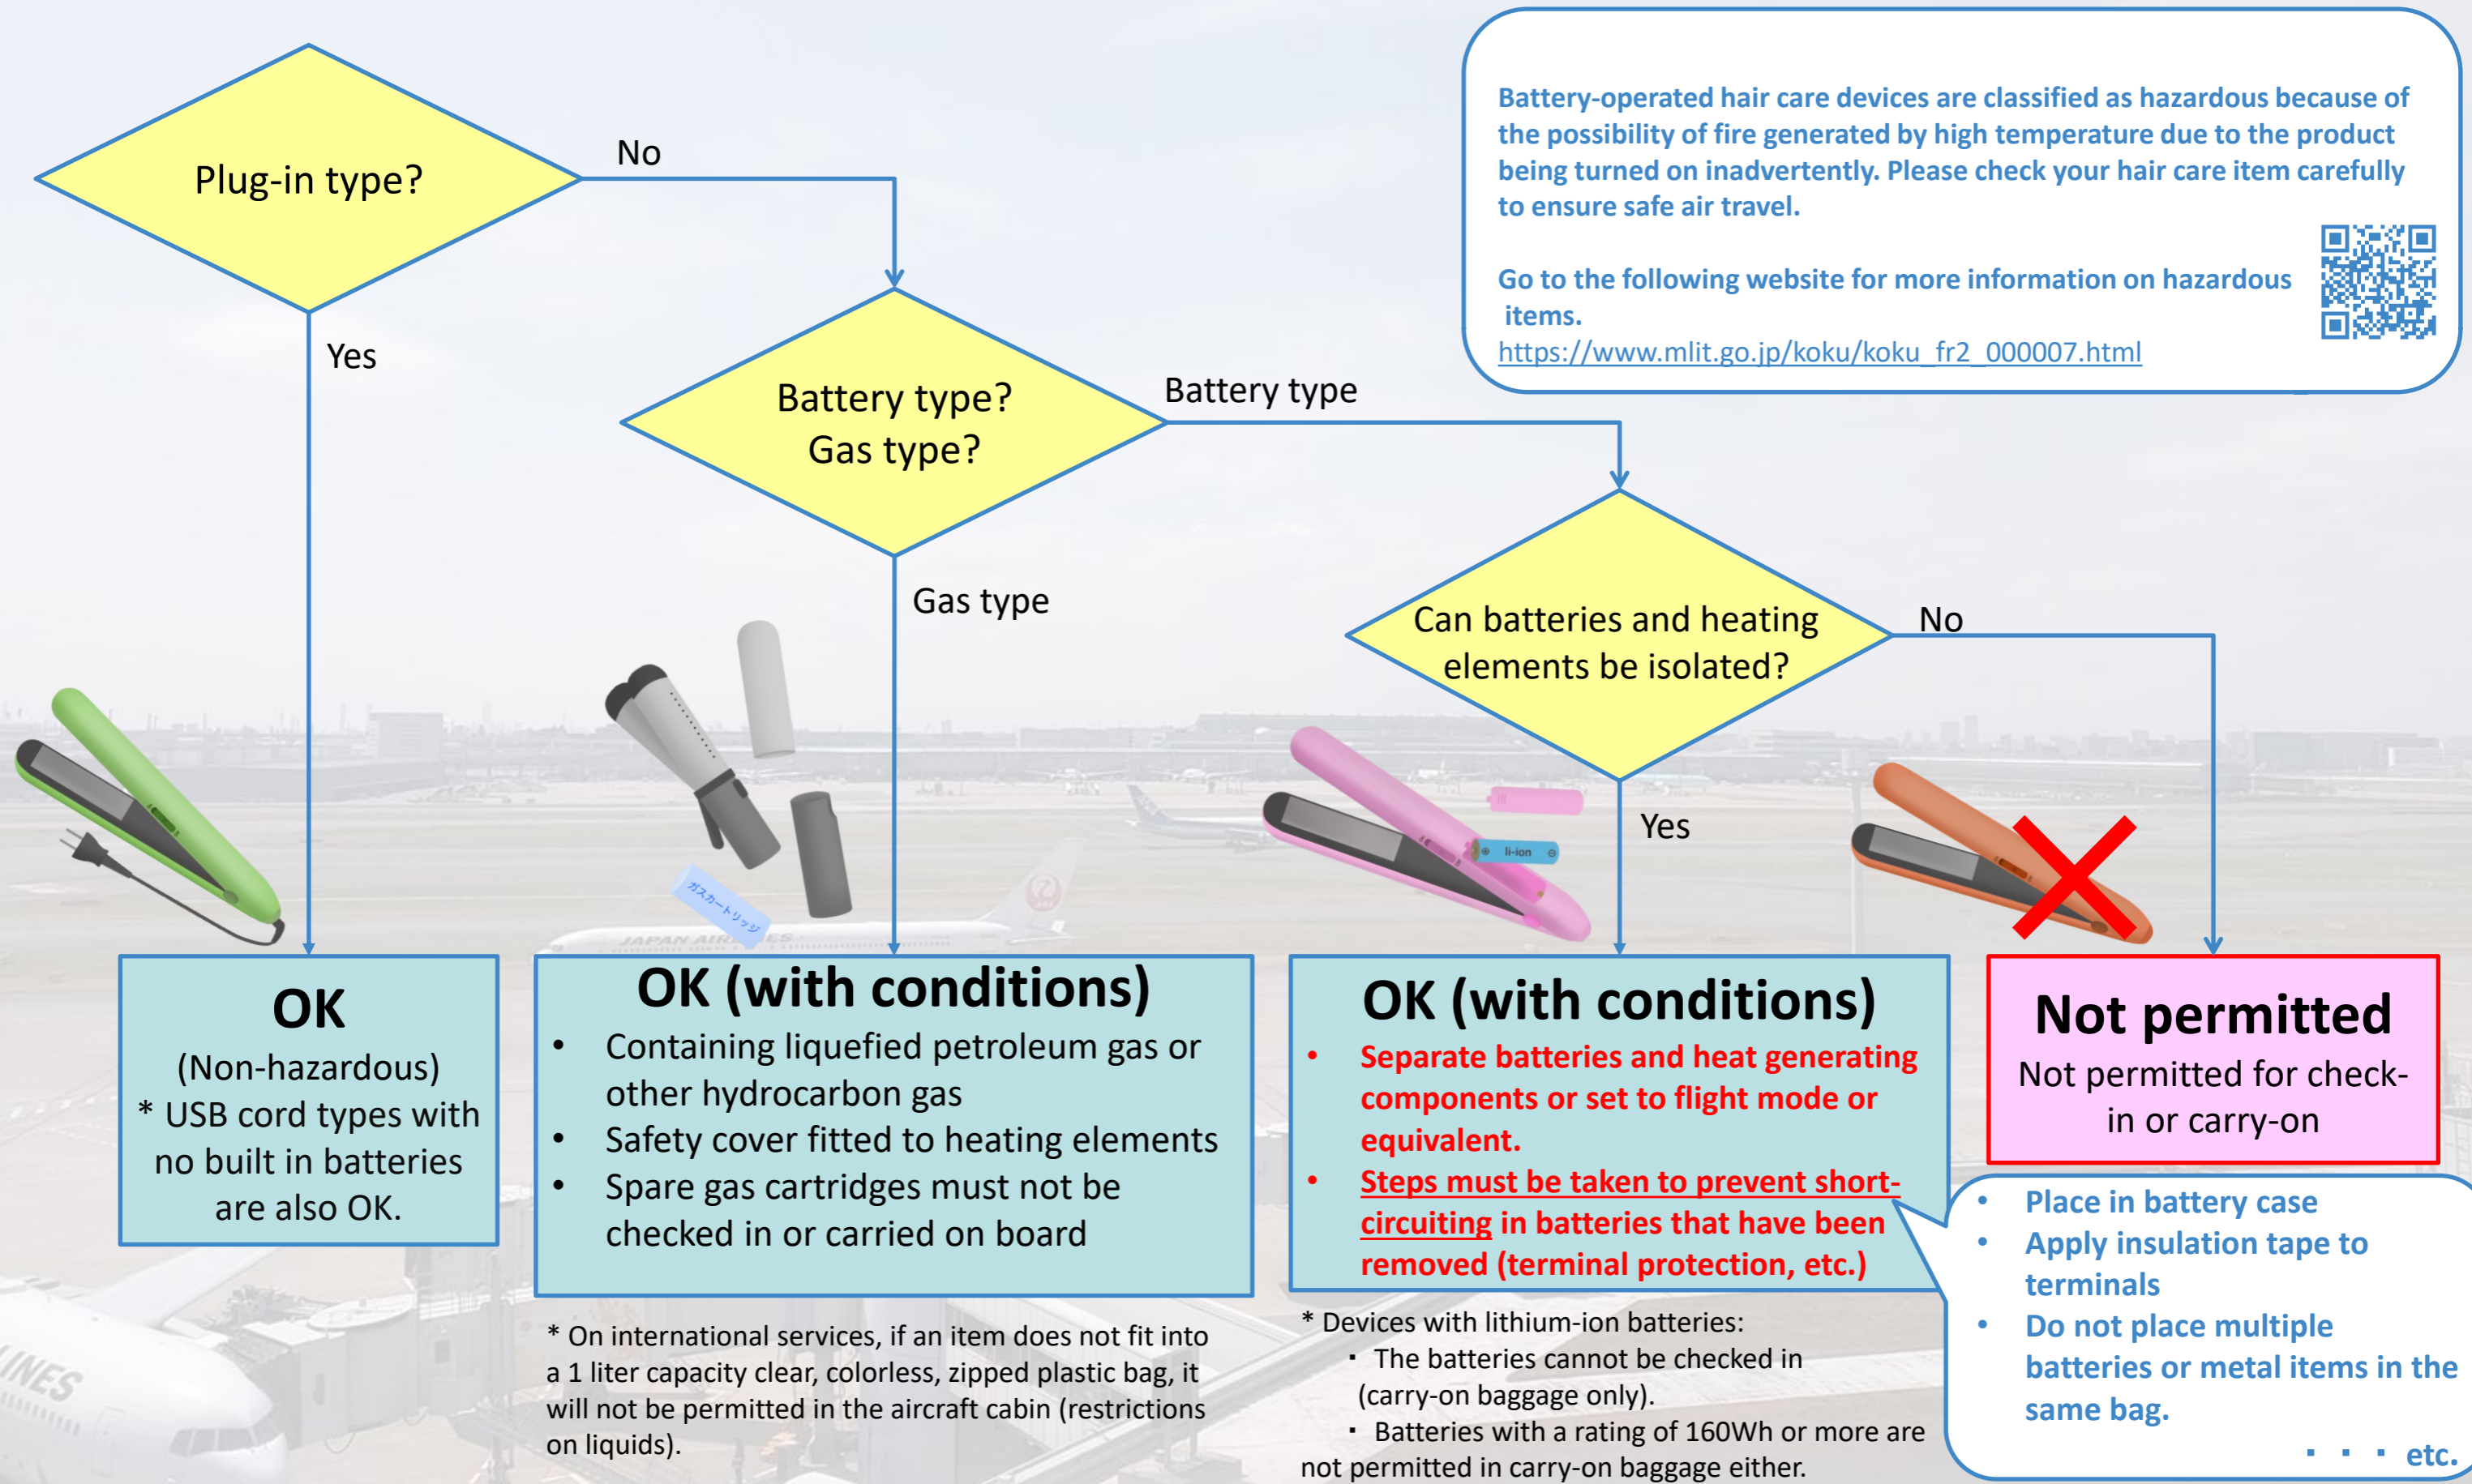 Battery-operated hair care devices are classified as hazardous because of
the possibility of fire generated by high temperature due to the product
being turned on inadvertently. Please check your hair care item carefully
to ensure safe air travel.
Go to the following website for more information on hazardous
items.
https://www.mlit.go.jp/koku/koku_fr2_000007.html
Plug-in type?
No
Yes
Battery type?
Gas type?
Battery type
Gas type
Can batteries and heating
elements be isolated?
No
Yes
li-ion
ガスカートリッジ
JAPAN AIRLINES
OK
(Non-hazardous)
* USB cord types with
no built in batteries
are also OK.
OK (with conditions)
• Containing liquefied petroleum gas or
other hydrocarbon gas
• Safety cover fitted to heating elements
• Spare gas cartridges must not be
checked in or carried on board
* On international services, if an item does not fit into
a 1 liter capacity clear, colorless, zipped plastic bag, it
will not be permitted in the aircraft cabin (restrictions
on liquids).
OK (with conditions)
• Separate batteries and heat generating
components or set to flight mode or
equivalent.
• Steps must be taken to prevent short-
circuiting in batteries that have been
removed (terminal protection, etc.)
* Devices with lithium-ion batteries:
・ The batteries cannot be checked in
(carry-on baggage only).
・ Batteries with a rating of 160Wh or more are
not permitted in carry-on baggage either.
Not permitted
Not permitted for check-
in or carry-on
• Place in battery case
• Apply insulation tape to
terminals
• Do not place multiple
batteries or metal items in the
same bag.
・・・ etc.